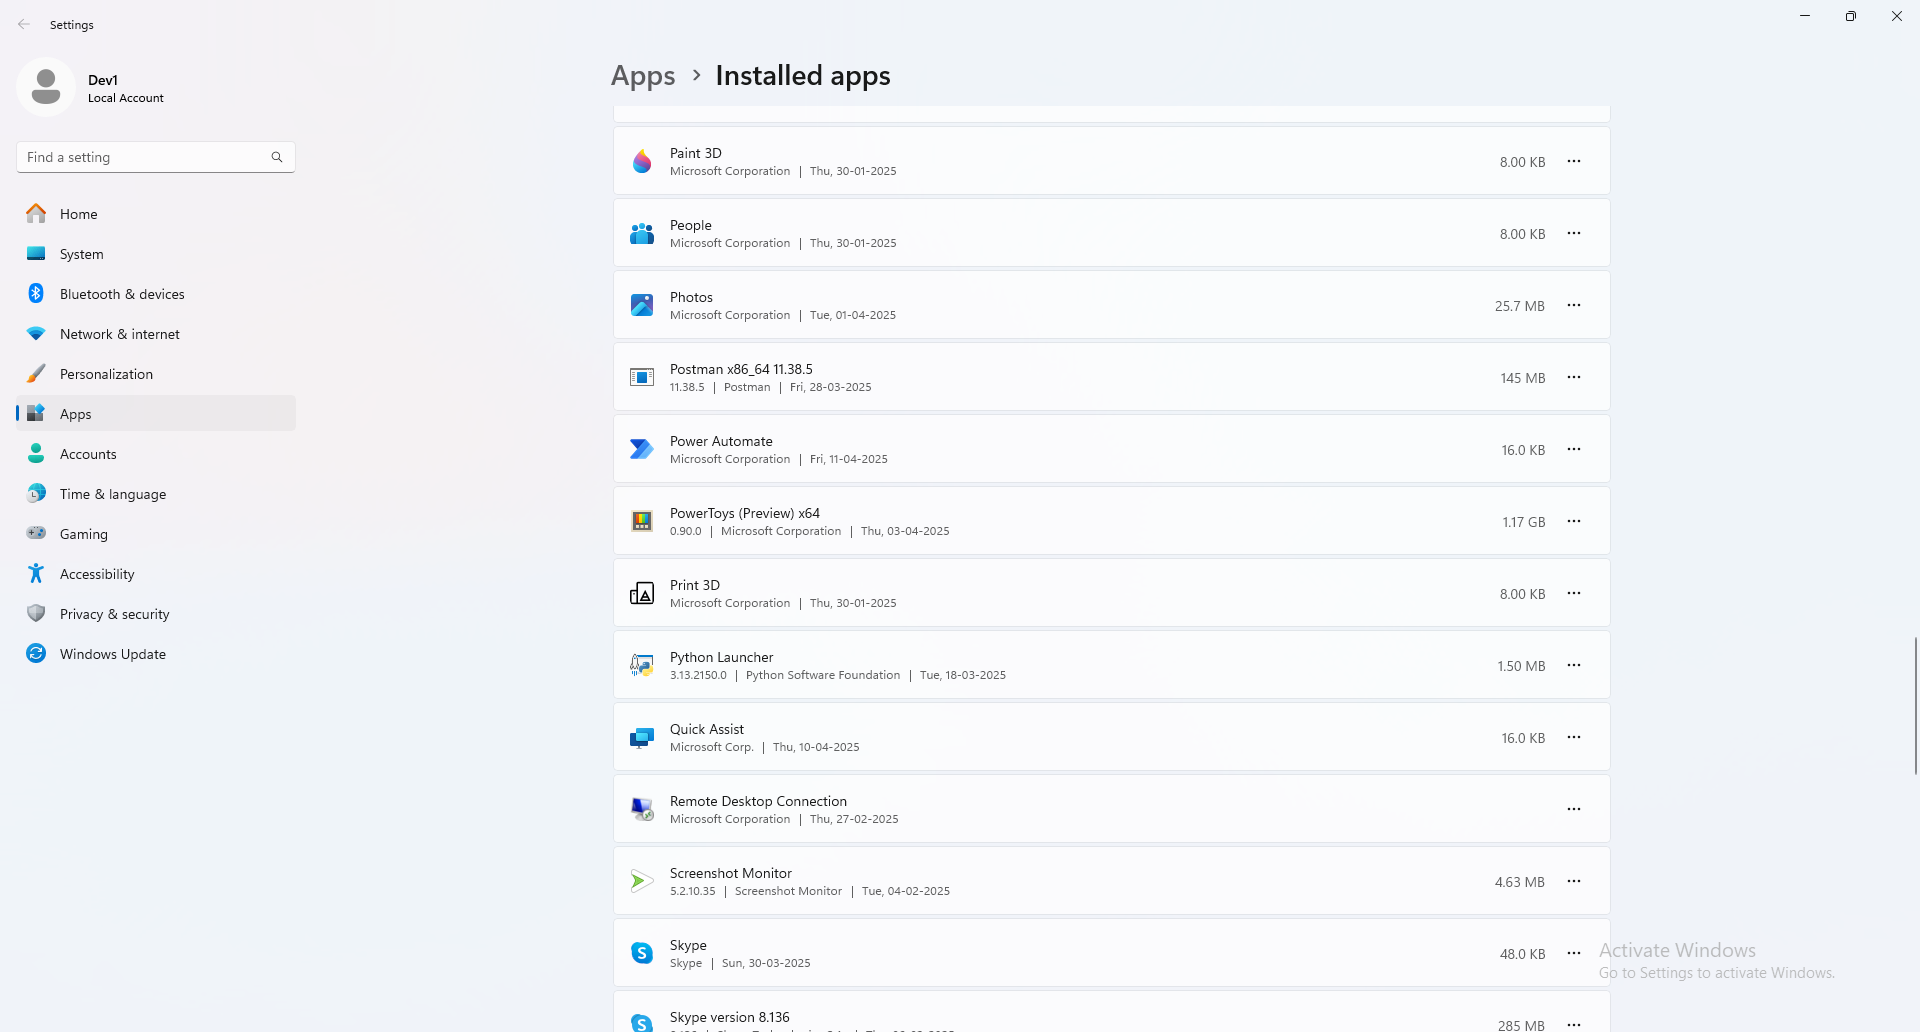 Settings
Dev1
Local Account
Find a setting
Home
System
Bluetooth & devices
Network & internet
Personalization
Apps
Accounts
Time & language
Gaming
Accessibility
Privacy & security
Windows Update
Apps > Installed apps
Paint 3D
Microsoft Corporation | Thu, 30-01-2025
8.00 KB
People
Microsoft Corporation | Thu, 30-01-2025
8.00 KB
Photos
Microsoft Corporation | Tue, 01-04-2025
25.7 MB
Postman x86_64 11.38.5
11.38.5 | Postman | Fri, 28-03-2025
145 MB
Power Automate
Microsoft Corporation | Fri, 11-04-2025
16.0 KB
PowerToys (Preview) x64
0.90.0 | Microsoft Corporation | Thu, 03-04-2025
1.17 GB
Print 3D
Microsoft Corporation | Thu, 30-01-2025
8.00 KB
Python Launcher
3.13.2150.0 | Python Software Foundation | Tue, 18-03-2025
1.50 MB
Quick Assist
Microsoft Corp. | Thu, 10-04-2025
16.0 KB
Remote Desktop Connection
Microsoft Corporation | Thu, 27-02-2025
Screenshot Monitor
5.2.10.35 | Screenshot Monitor | Tue, 04-02-2025
4.63 MB
Skype
Skype | Sun, 30-03-2025
48.0 KB
Skype version 8.136
285 MB
Activate Windows
Go to Settings to activate Windows.